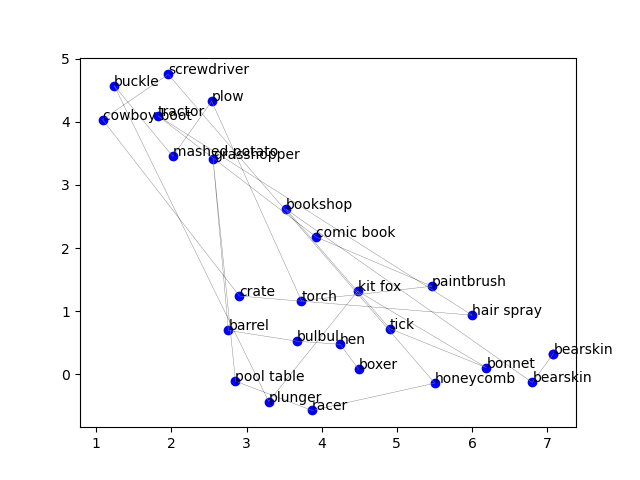 5
screwdriver
buckle
plow
tractor
cowboy boot
4
mashed potato
grasshopper
3
bookshop
comic book
2
kit fox
paintbrush
crate
torch
1
hair spray
barrel
tick
bulbul
hen
bearskin
boxer
bonnet
0
pool table
honeycomb
bearskin
plunger
racer
1 2 3 4 5 6 7